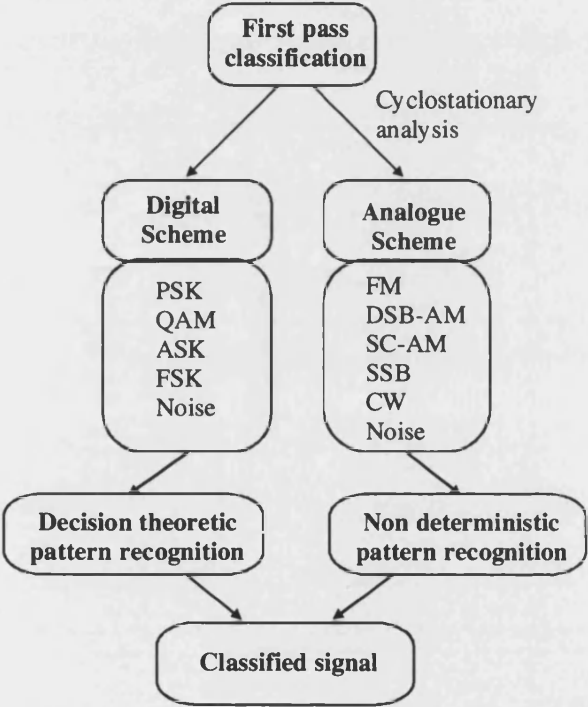 First pass
classification
Cyclostationary
analysis
Digital
Scheme
Analogue
Scheme
PSK
QAM
ASK
FSK
Noise
FM
DSB-AM
SC-AM
SSB
CW
Noise
Decision theoretic
pattern recognition
Non deterministic
pattern recognition
Classified signal